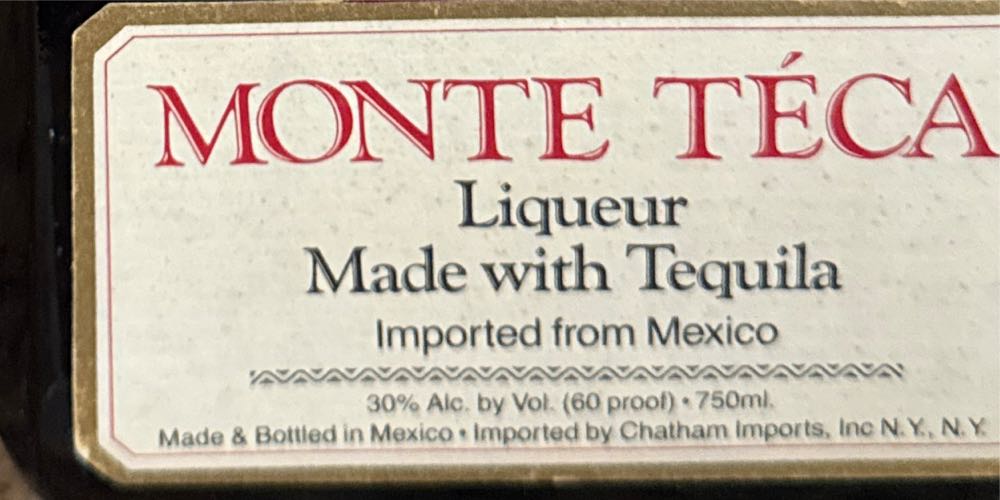 MONTE TÉCA
Liqueur
Made with Tequila
Imported from Mexico
30% Alc. by Vol. (60 proof) • 750ml.
Made & Bottled in Mexico • Imported by Chatham Imports, Inc N.Y., N.Y.